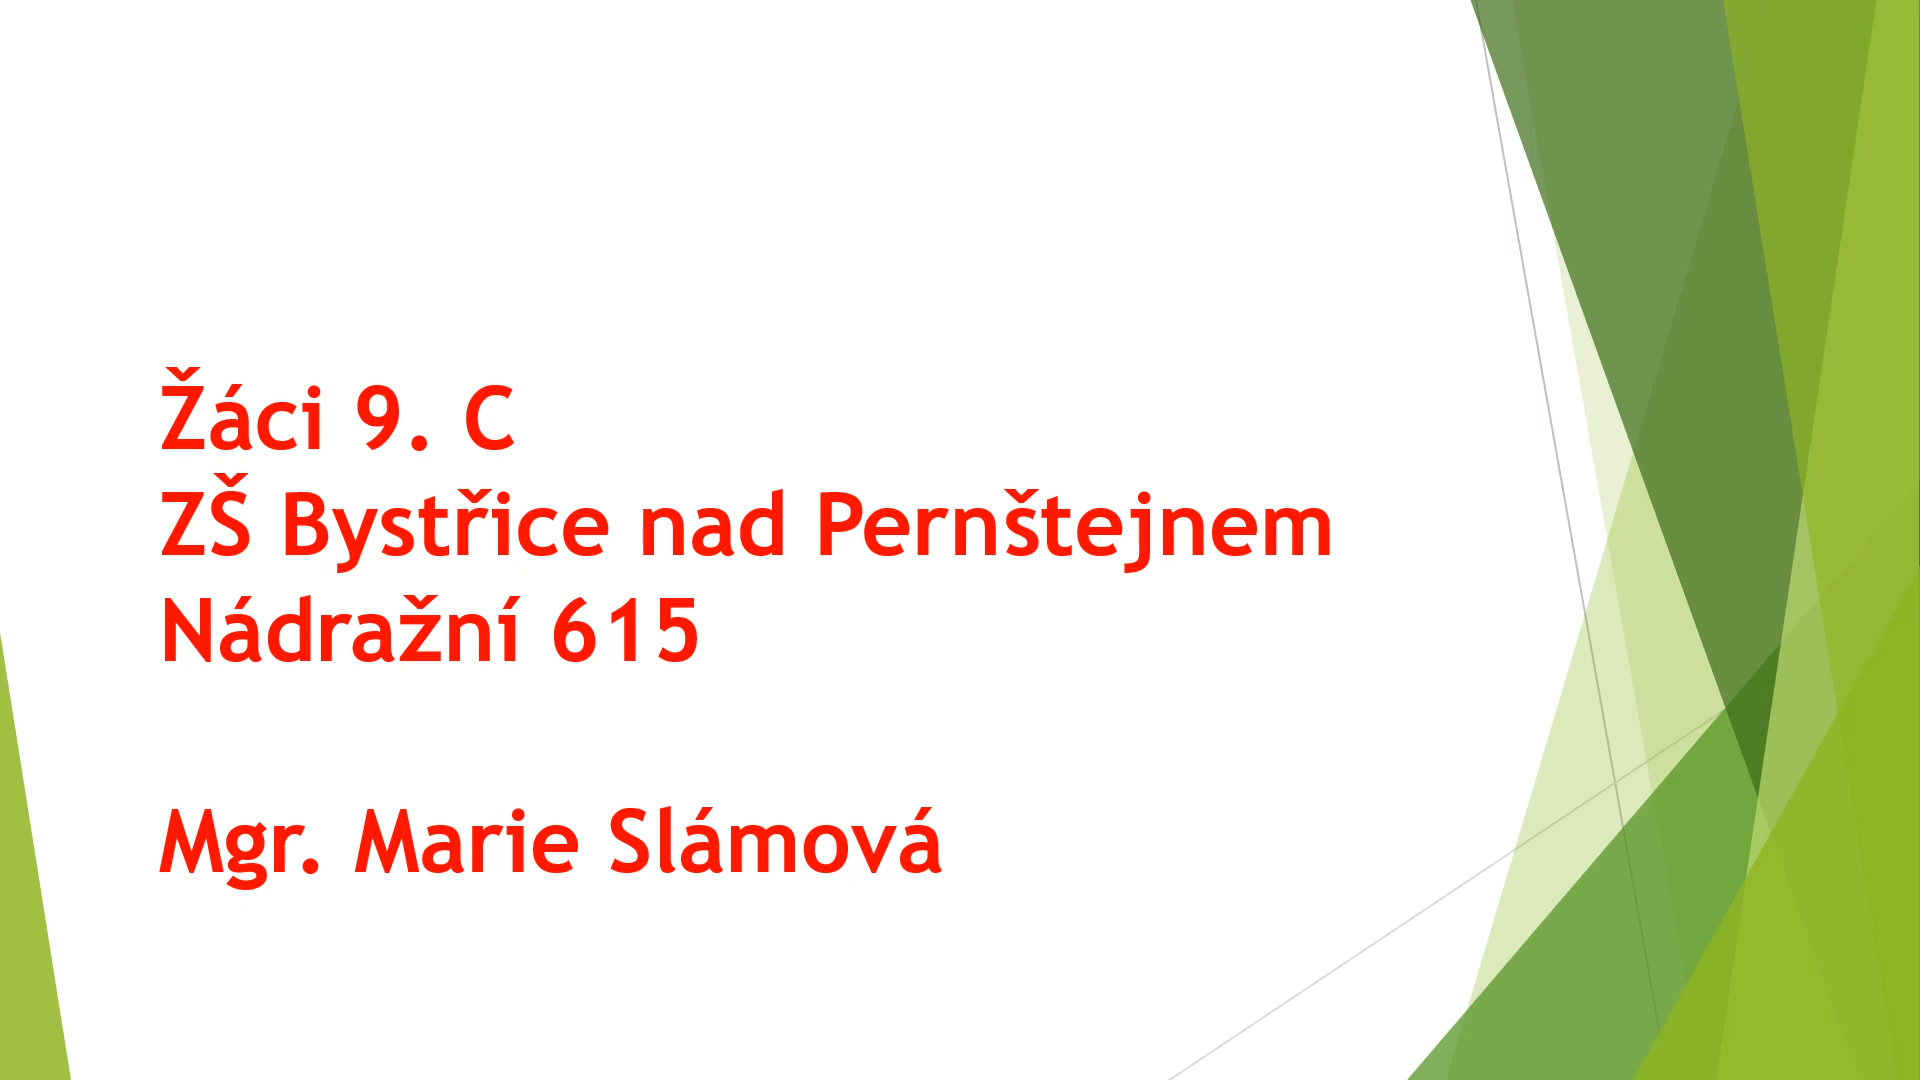 Žáci 9. C
ZŠ Bystřice nad Pernštejnem
Nádražní 615
Mgr. Marie Slámová